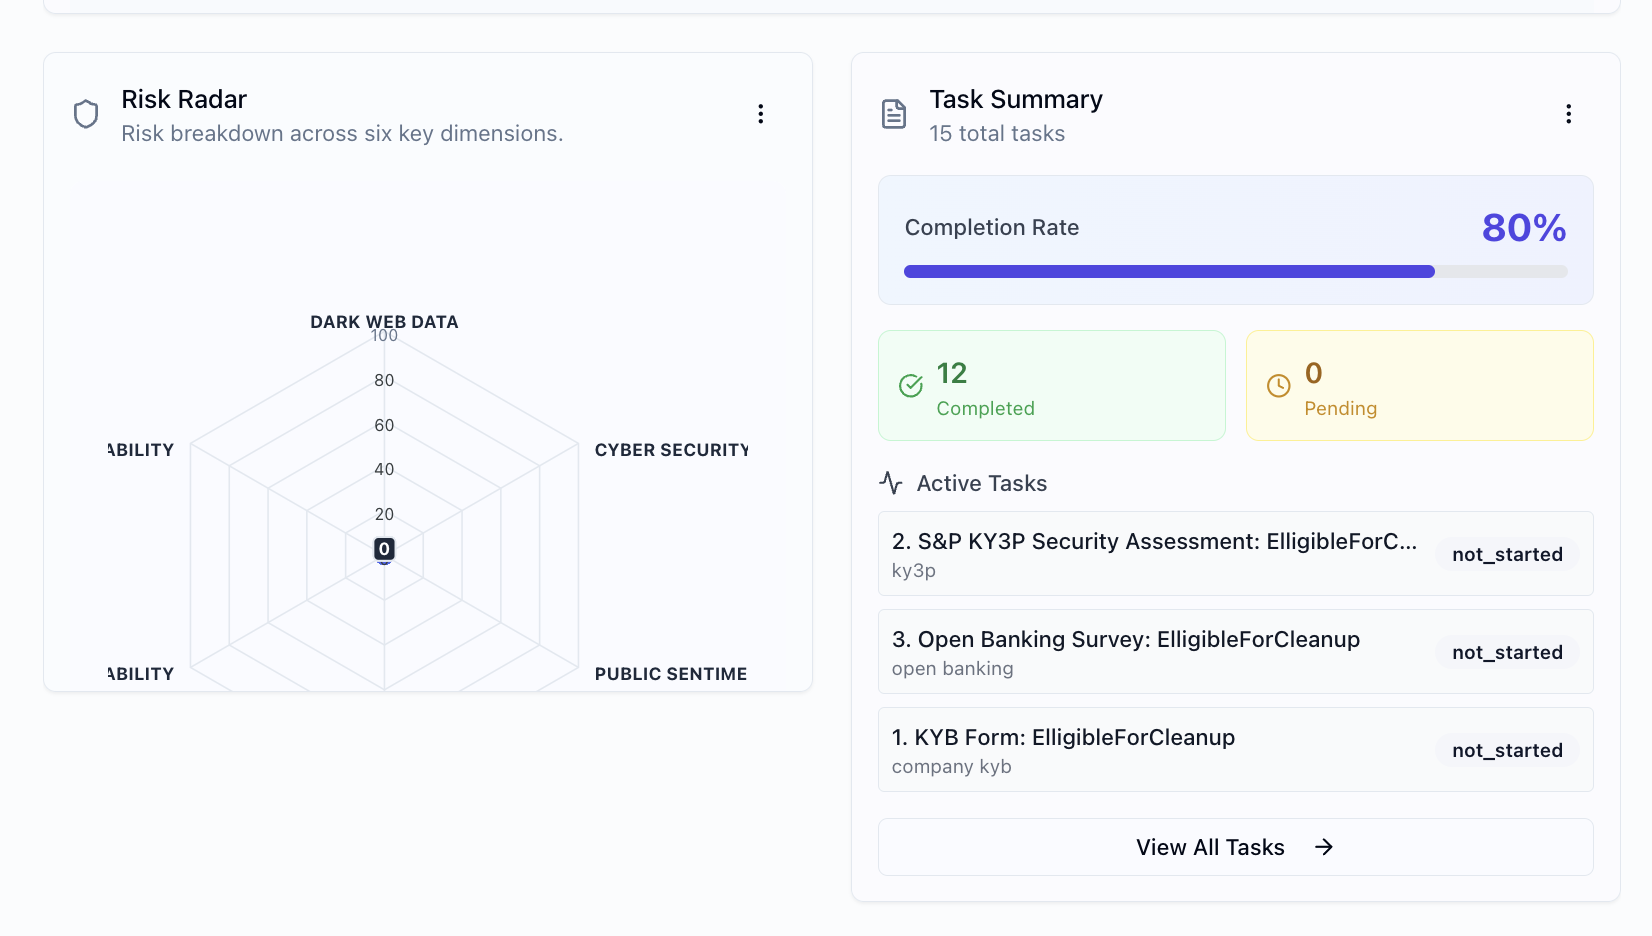 Risk Radar
Risk breakdown across six key dimensions.
DARK WEB DATA
100
80
60
40
20
0
ABILITY
CYBER SECURITY
ABILITY
PUBLIC SENTIME
Task Summary
15 total tasks
Completion Rate
80%
12
Completed
0
Pending
Active Tasks
2. S&P KY3P Security Assessment: ElligibleForC...
ky3p
not_started
3. Open Banking Survey: ElligibleForCleanup
open banking
not_started
1. KYB Form: ElligibleForCleanup
company kyb
not_started
View All Tasks